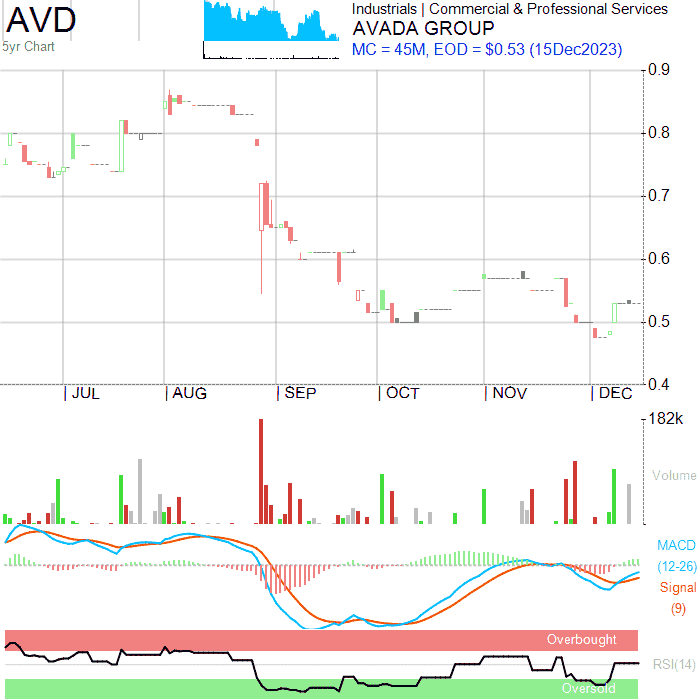 AVD
5yr Chart
Industrials | Commercial & Professional Services
AVADA GROUP
MC = 45M, EOD = $0.53 (15Dec2023)
0.9
0.8
0.7
0.6
0.5
0.4
JUL AUG SEP OCT NOV DEC
182k
Volume
MACD
(12-26)
Signal
(9)
Overbought
RSI(14)
Oversold